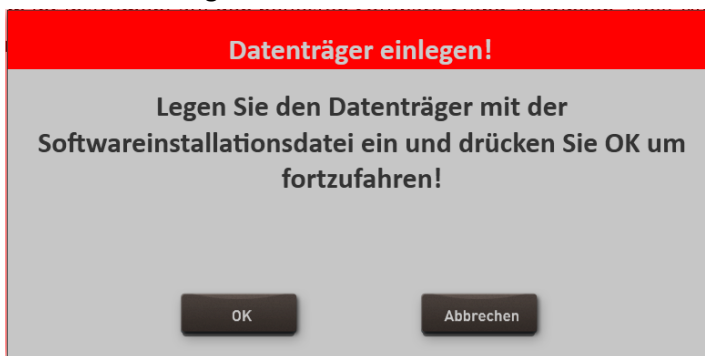 Datenträger einlegen!
Legen Sie den Datenträger mit der
Softwareinstallationsdatei ein und drücken Sie OK um
fortzufahren!
OK
Abbrechen